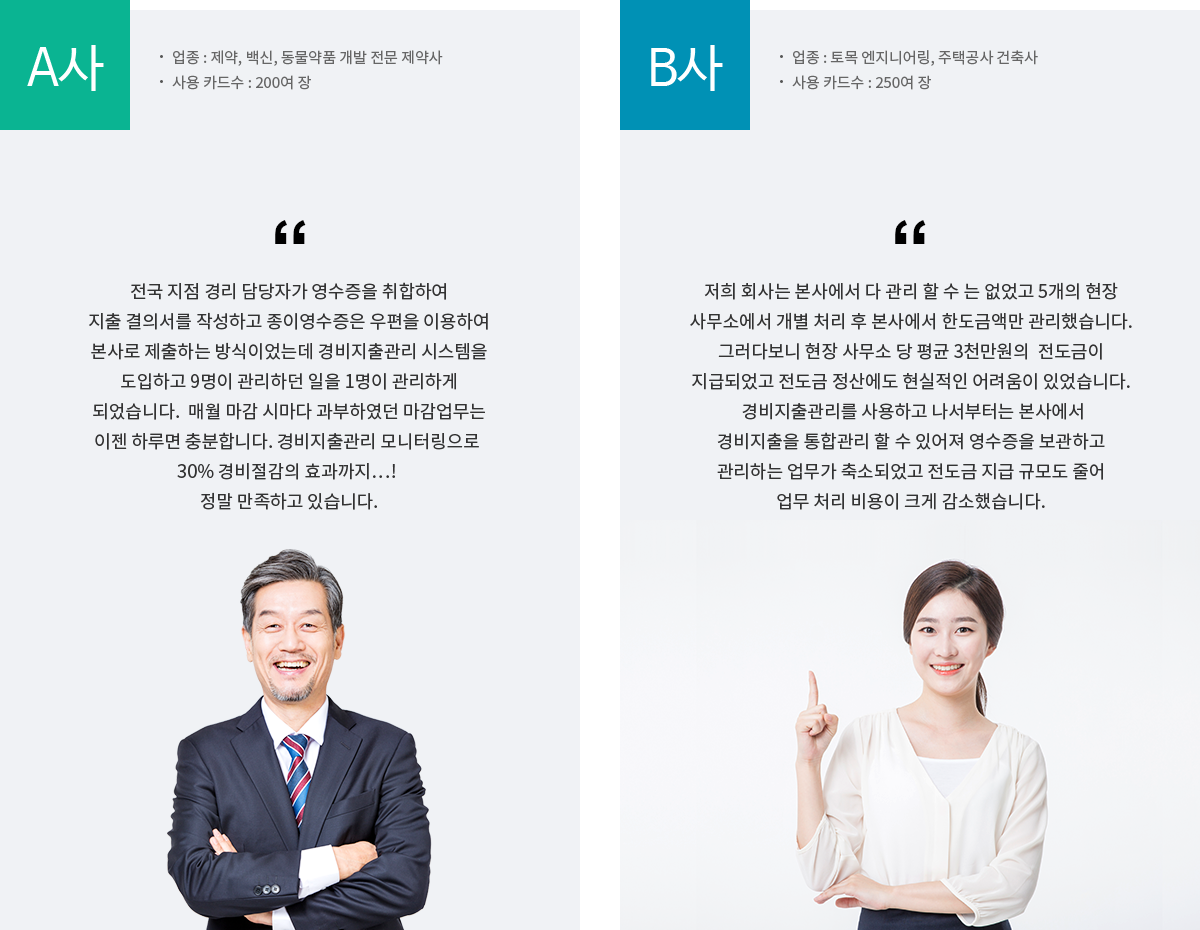 A사
• 업종 : 제약, 백신, 동물약품 개발 전문 제약사
• 사용 카드수 : 200여 장
“
전국 지점 경리 담당자가 영수증을 취합하여
지출 결의서를 작성하고 종이영수증은 우편을 이용하여
본사로 제출하는 방식이었는데 경비지출관리 시스템을
도입하고 9명이 관리하던 일을 1명이 관리하게
되었습니다.  매월 마감 시마다 과부하였던 마감업무는
이젠 하루면 충분합니다. 경비지출관리 모니터링으로
30% 경비절감의 효과까지…!
정말 만족하고 있습니다.
B사
• 업종 : 토목 엔지니어링, 주택공사 건축사
• 사용 카드수 : 250여 장
“
저희 회사는 본사에서 다 관리 할 수 는 없었고 5개의 현장
사무소에서 개별 처리 후 본사에서 한도금액만 관리했습니다.
그러다보니 현장 사무소 당 평균 3천만원의  전도금이
지급되었고 전도금 정산에도 현실적인 어려움이 있었습니다.
경비지출관리를 사용하고 나서부터는 본사에서
경비지출을 통합관리 할 수 있어져 영수증을 보관하고
관리하는 업무가 축소되었고 전도금 지급 규모도 줄어
업무 처리 비용이 크게 감소했습니다.